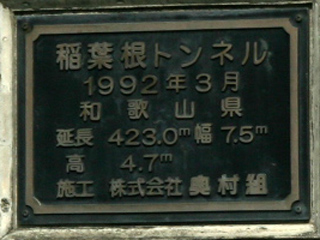 稲葉根トンネル
1992年3月
和歌山県
延長 423.0m 幅 7.5m
高 4.7m
施工 株式会社 奥村組